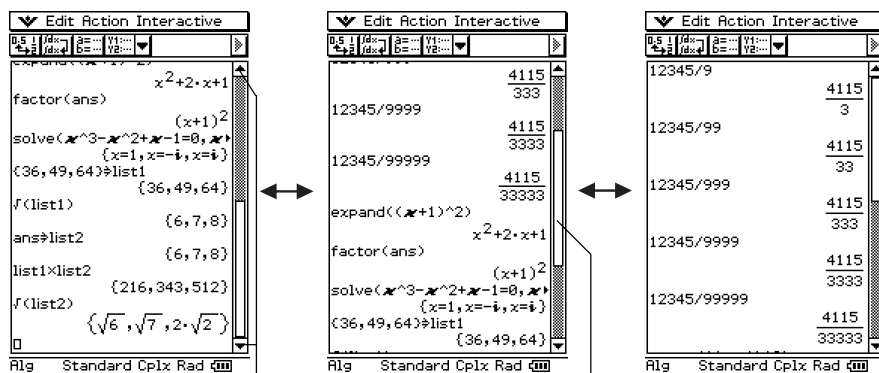 Edit Action Interactive
expand((x+1)^2)
x²+2·x+1
factor(ans)
(x+1)²
solve(x^3-x^2+x-1=0,x
{x=1,x=-i,x=i}
{36,49,64}⇒list1
{36,49,64}
√(list1)
{6,7,8}
ans⇒list2
{6,7,8}
list1×list2
{216,343,512}
√(list2)
{√6,√7,2·√2}
Alg Standard Cplx Rad
Edit Action Interactive
4115/333
12345/9999
4115/3333
12345/99999
4115/33333
expand((x+1)^2)
x²+2·x+1
factor(ans)
(x+1)²
solve(x^3-x^2+x-1=0,x
{x=1,x=-i,x=i}
{36,49,64}⇒list1
{36,49,64}
Alg Standard Cplx Rad
Edit Action Interactive
12345/9
4115/3
12345/99
4115/33
12345/999
4115/333
12345/9999
4115/3333
12345/99999
4115/33333
Alg Standard Cplx Rad